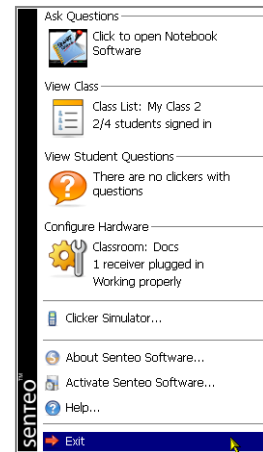 Ask Questions
Click to open Notebook
Software
View Class
Class List: My Class 2
2/4 students signed in
View Student Questions
There are no clickers with
questions
Configure Hardware
Classroom: Docs
1 receiver plugged in
Working properly
Clicker Simulator...
About Senteo Software...
Activate Senteo Software...
Help...
Exit
senteo™